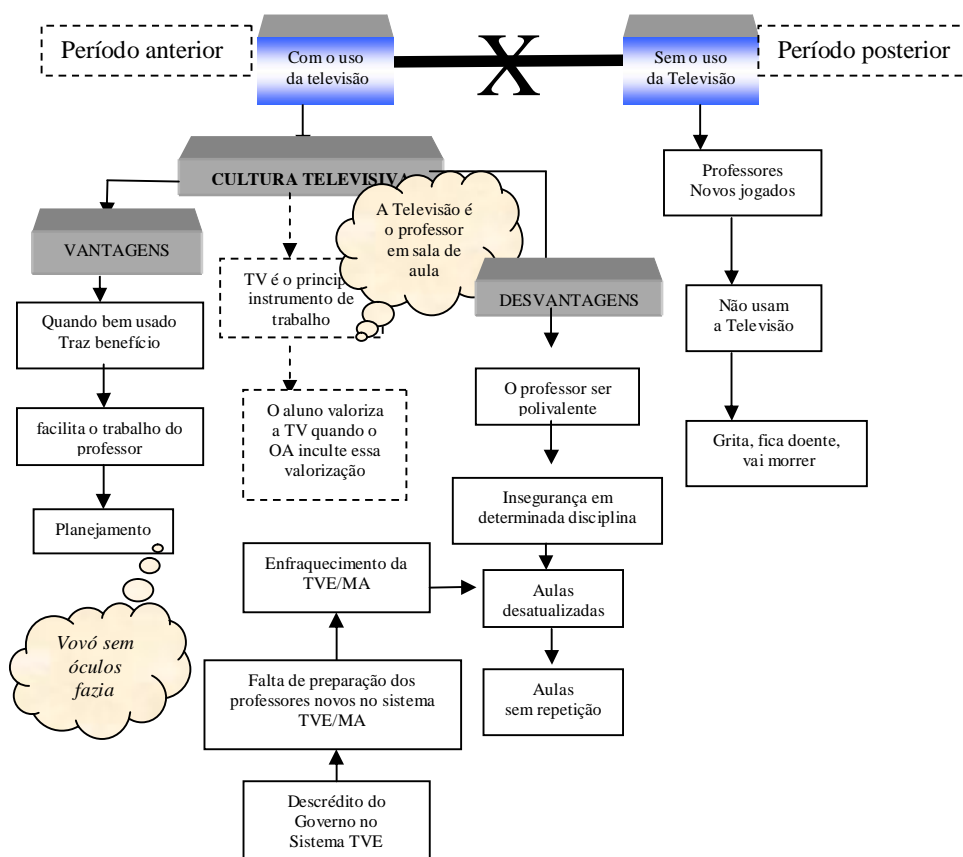 Período anterior
Com o uso
da televisão
X
Sem o uso
da Televisão
Período posterior
CULTURA TELEVISIVA
A Televisão é
o professor
em sala de
aula
Professores
Novos jogados
VANTAGENS
TV é o princip
instrumento de
trabalho
DESVANTAGENS
Quando bem usado
Traz benefício
Não usam
a Televisão
facilita o trabalho do
professor
O aluno valoriza
a TV quando o
OA inculte essa
valorização
O professor ser
polivalente
Grita, fica doente,
vai morrer
Planejamento
Insegurança em
determinada disciplina
Vovó sem
óculos
fazia
Enfraquecimento da
TVE/MA
Aulas
desatualizadas
Falta de preparação dos
professores novos no sistema
TVE/MA
Aulas
sem repetição
Descrédito do
Governo no
Sistema TVE